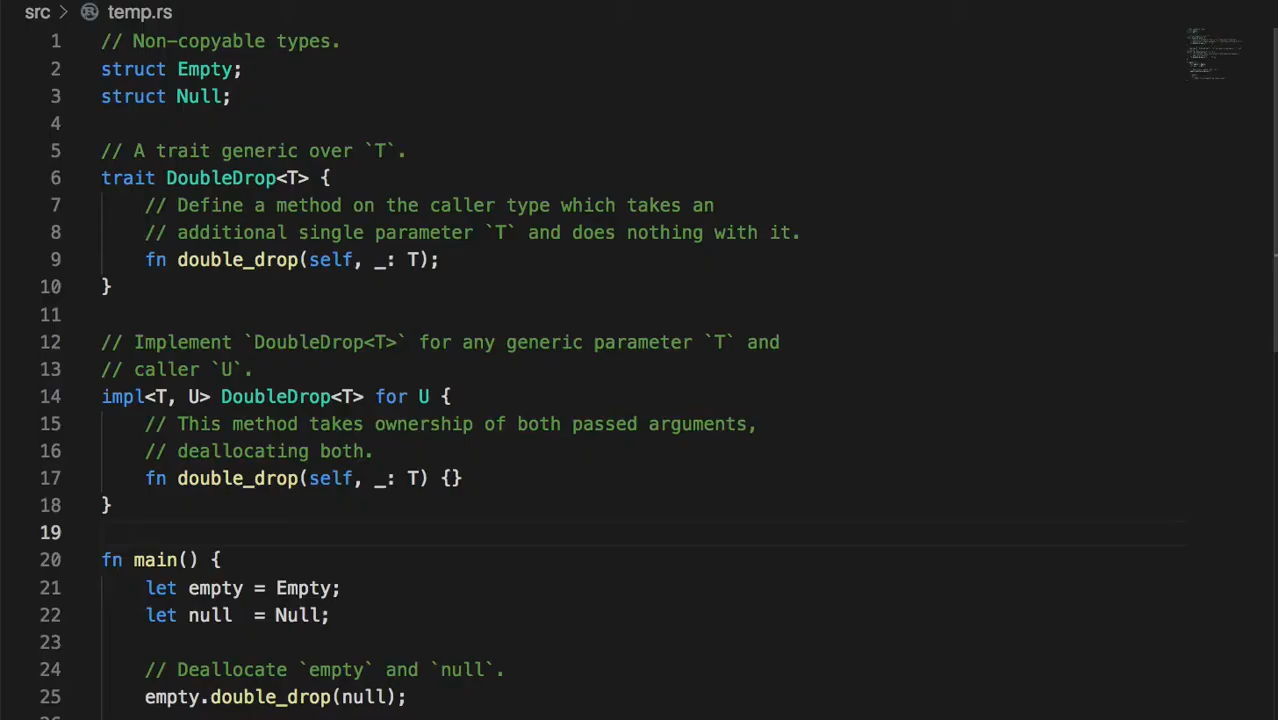 src > temp.rs
1 // Non-copyable types.
2 struct Empty;
3 struct Null;
4
5 // A trait generic over `T`.
6 trait DoubleDrop<T> {
7     // Define a method on the caller type which takes an
8     // additional single parameter `T` and does nothing with it.
9     fn double_drop(self, _: T);
10 }
11
12 // Implement `DoubleDrop<T>` for any generic parameter `T` and
13 // caller `U`.
14 impl<T, U> DoubleDrop<T> for U {
15     // This method takes ownership of both passed arguments,
16     // deallocating both.
17     fn double_drop(self, _: T) {}
18 }
19
20 fn main() {
21     let empty = Empty;
22     let null  = Null;
23
24     // Deallocate `empty` and `null`.
25     empty.double_drop(null);